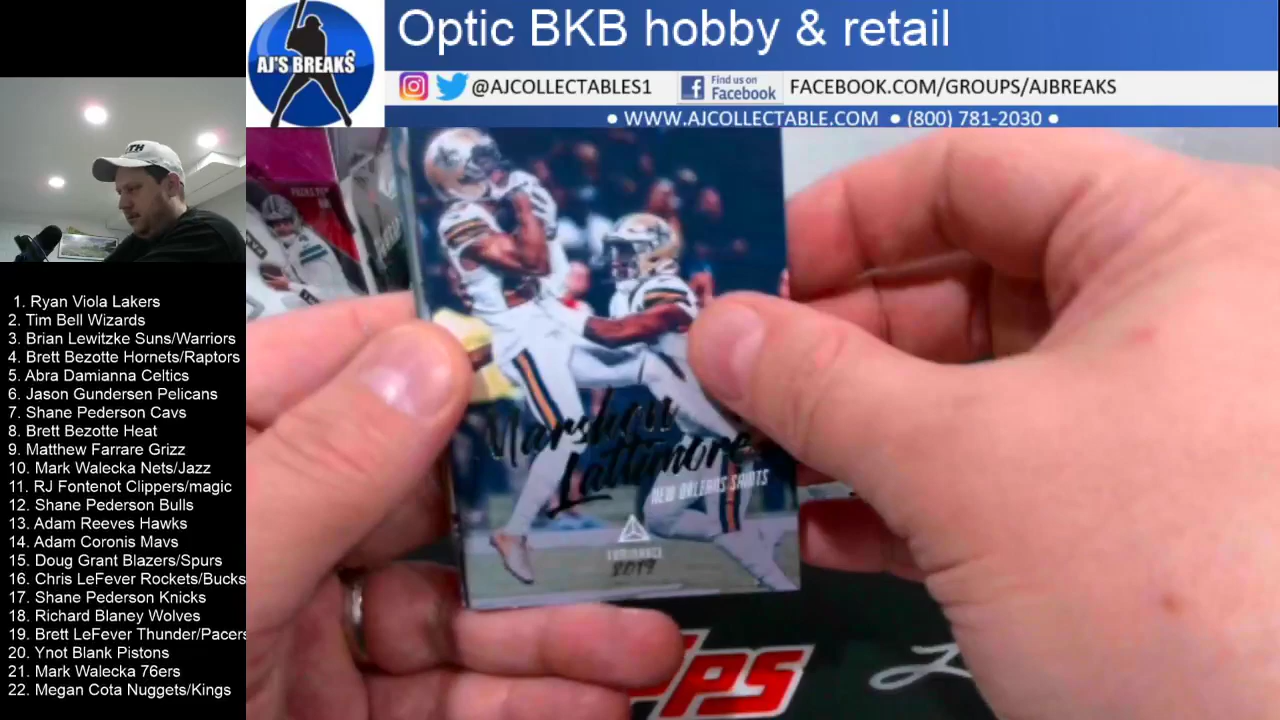 Optic BKB hobby & retail
AJ'S BREAKS
@AJCOLLECTABLES1
Find us on
Facebook
FACEBOOK.COM/GROUPS/AJBREAKS
● WWW.AJCOLLECTABLE.COM ● (800) 781-2030 ●
1. Ryan Viola Lakers
2. Tim Bell Wizards
3. Brian Lewitzke Suns/Warriors
4. Brett Bezotte Hornets/Raptors
5. Abra Damianna Celtics
6. Jason Gundersen Pelicans
7. Shane Pederson Cavs
8. Brett Bezotte Heat
9. Matthew Farrare Grizz
10. Mark Walecka Nets/Jazz
11. RJ Fontenot Clippers/magic
12. Shane Pederson Bulls
13. Adam Reeves Hawks
14. Adam Coronis Mavs
15. Doug Grant Blazers/Spurs
16. Chris LeFever Rockets/Bucks
17. Shane Pederson Knicks
18. Richard Blaney Wolves
19. Brett LeFever Thunder/Pacers
20. Ynot Blank Pistons
21. Mark Walecka 76ers
22. Megan Cota Nuggets/Kings
Marshon
Lattimore
NEW ORLEANS SAINTS
LUMINANCE
2019